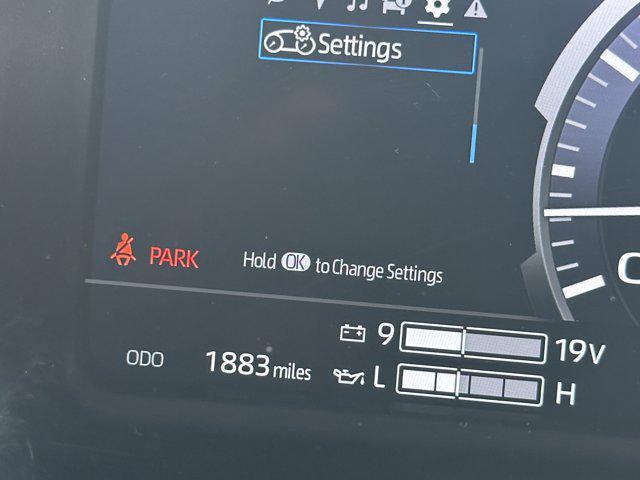 Settings
PARK
Hold OK to Change Settings
9 19V
ODO 1883 miles
L H